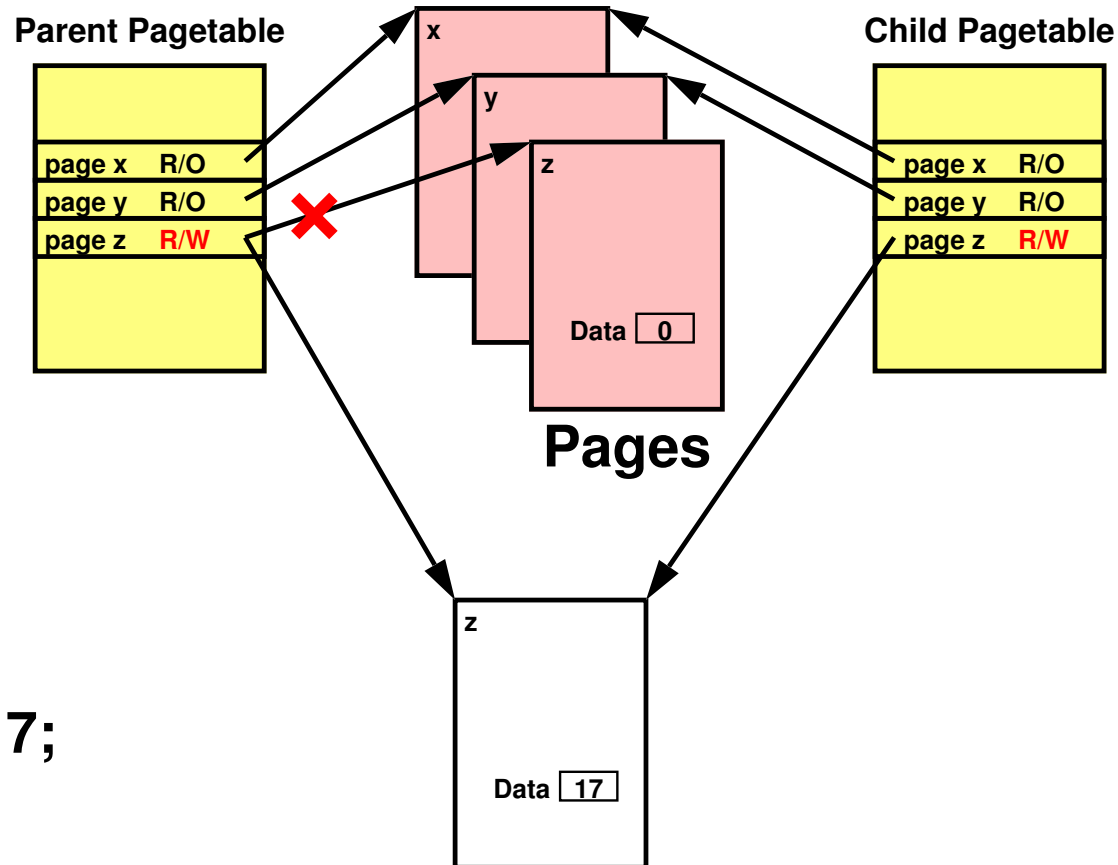 Parent Pagetable
Child Pagetable
x
y
z
page x R/O
page y R/O
page z R/W
page x R/O
page y R/O
page z R/W
Data 0
Pages
z
7;
Data 17